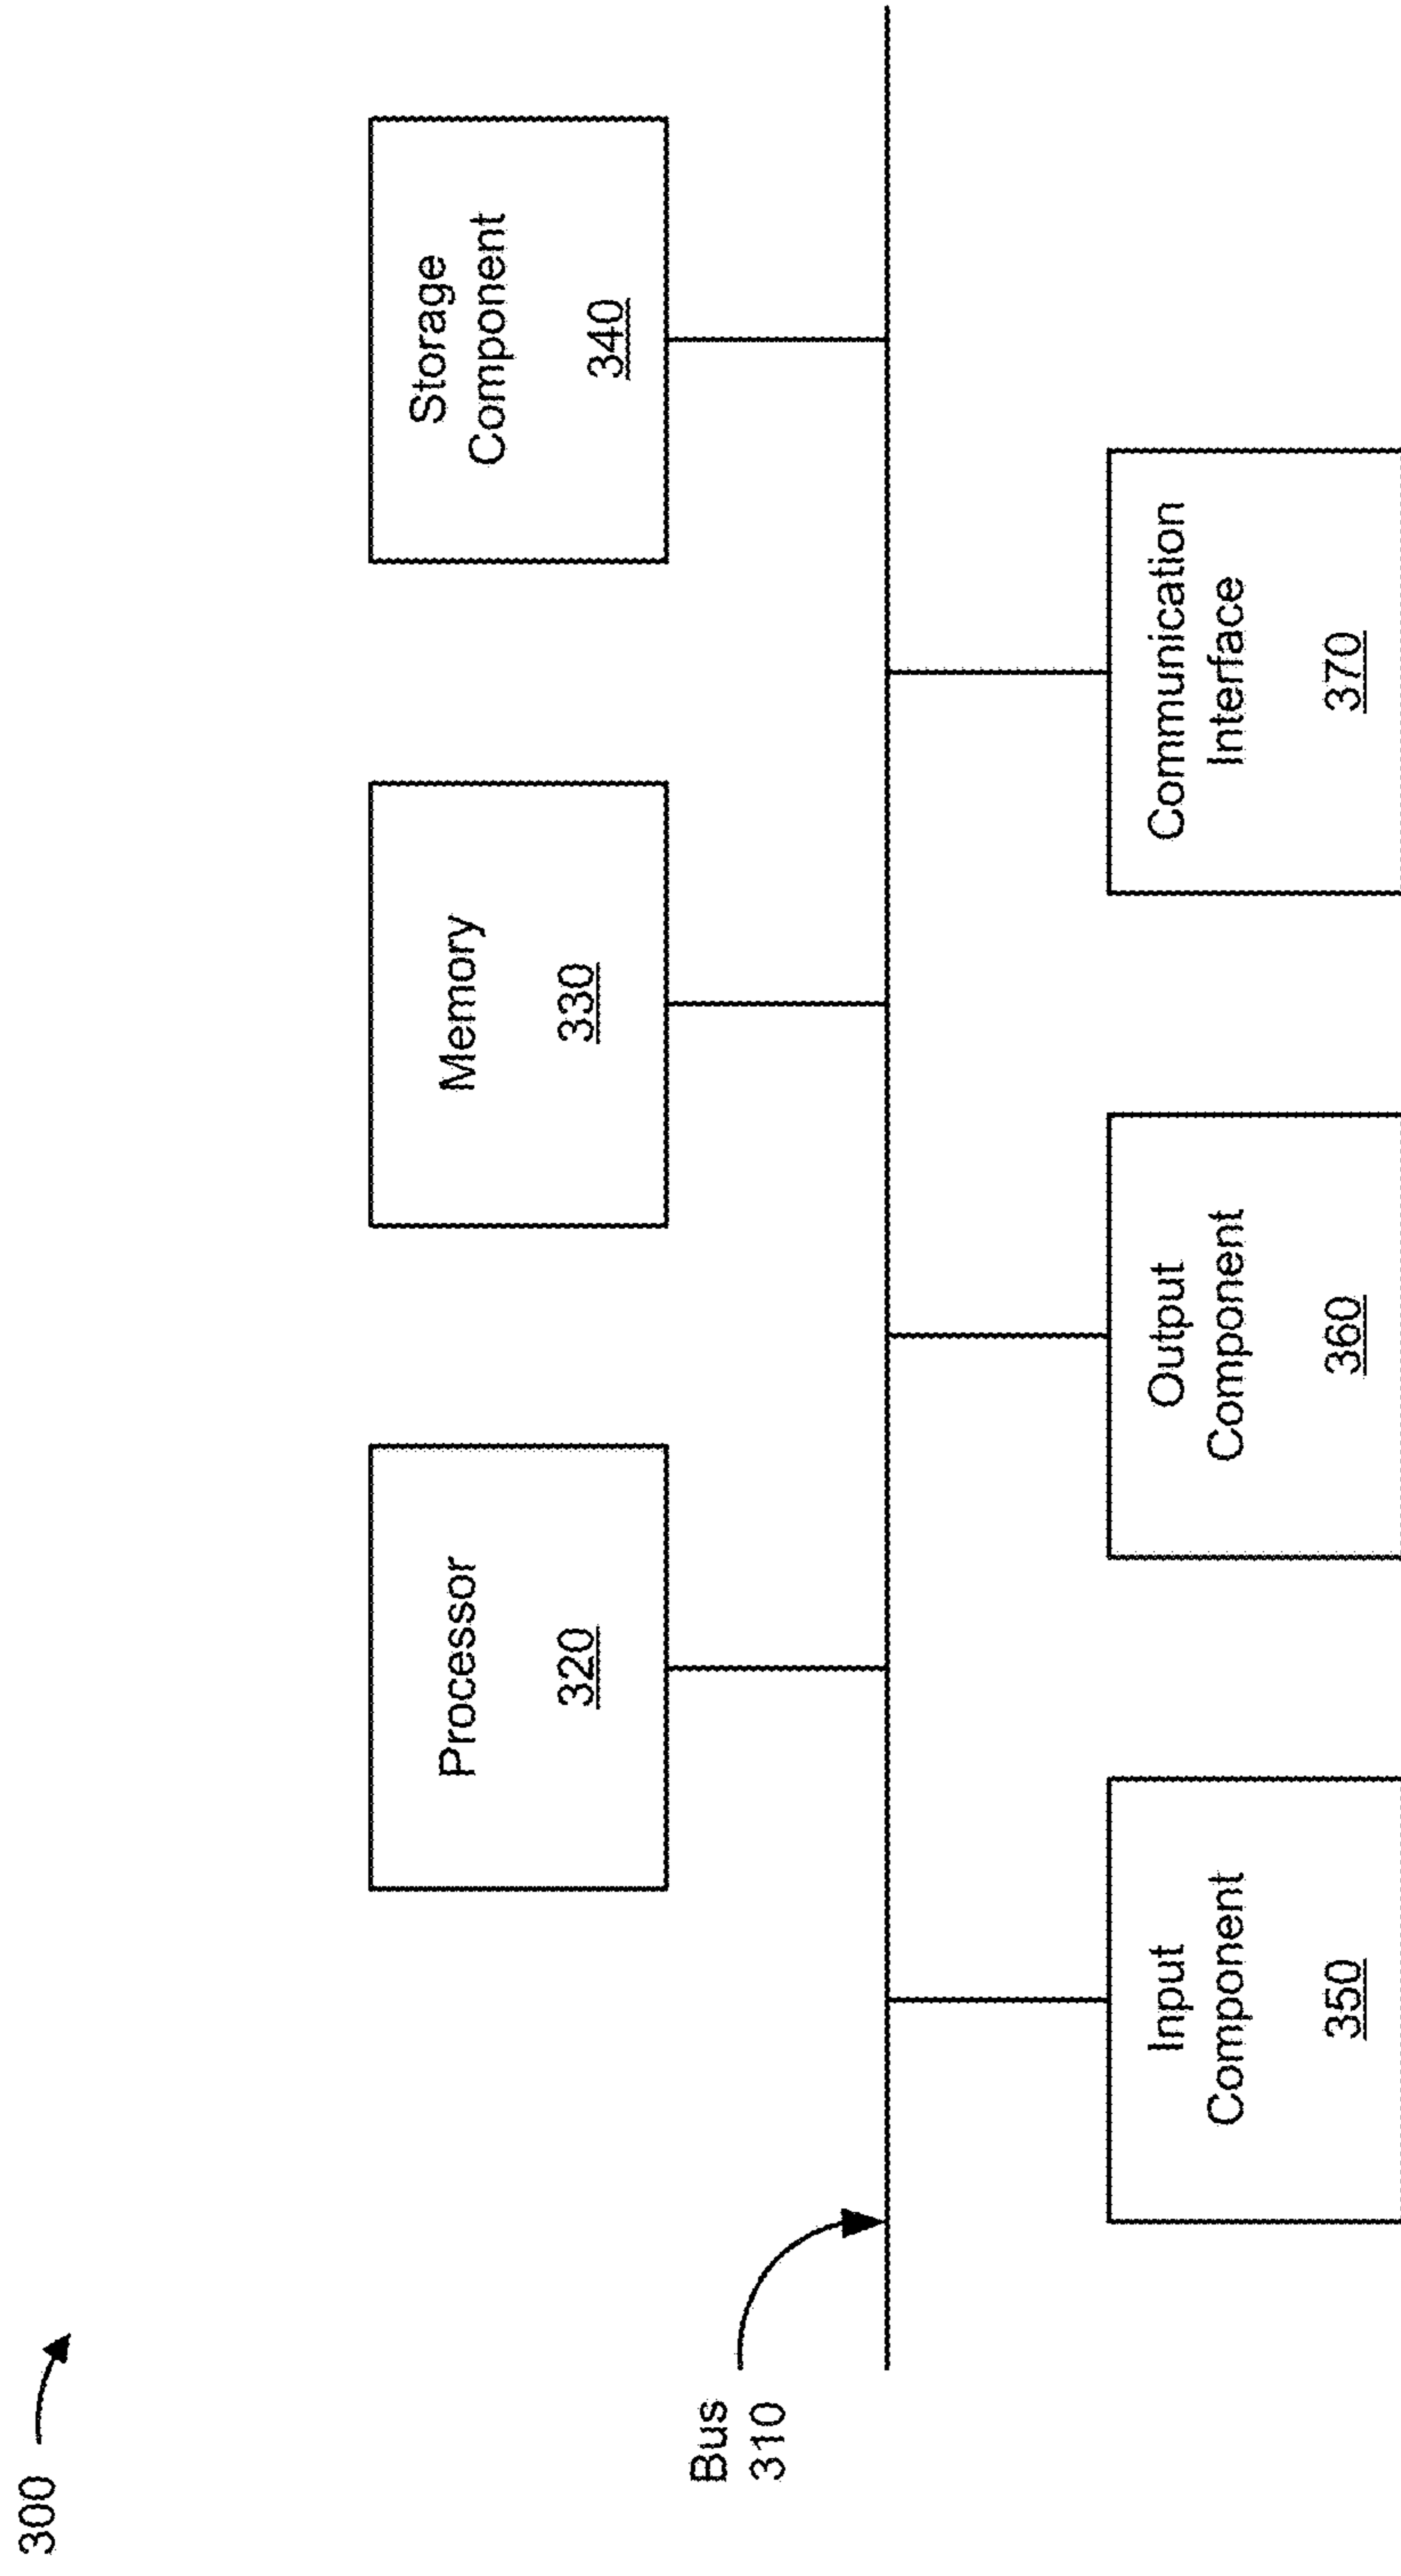 300
Processor
320
Memory
330
Storage
Component
340
Bus
310
Input
Component
350
Output
Component
360
Communication
Interface
370